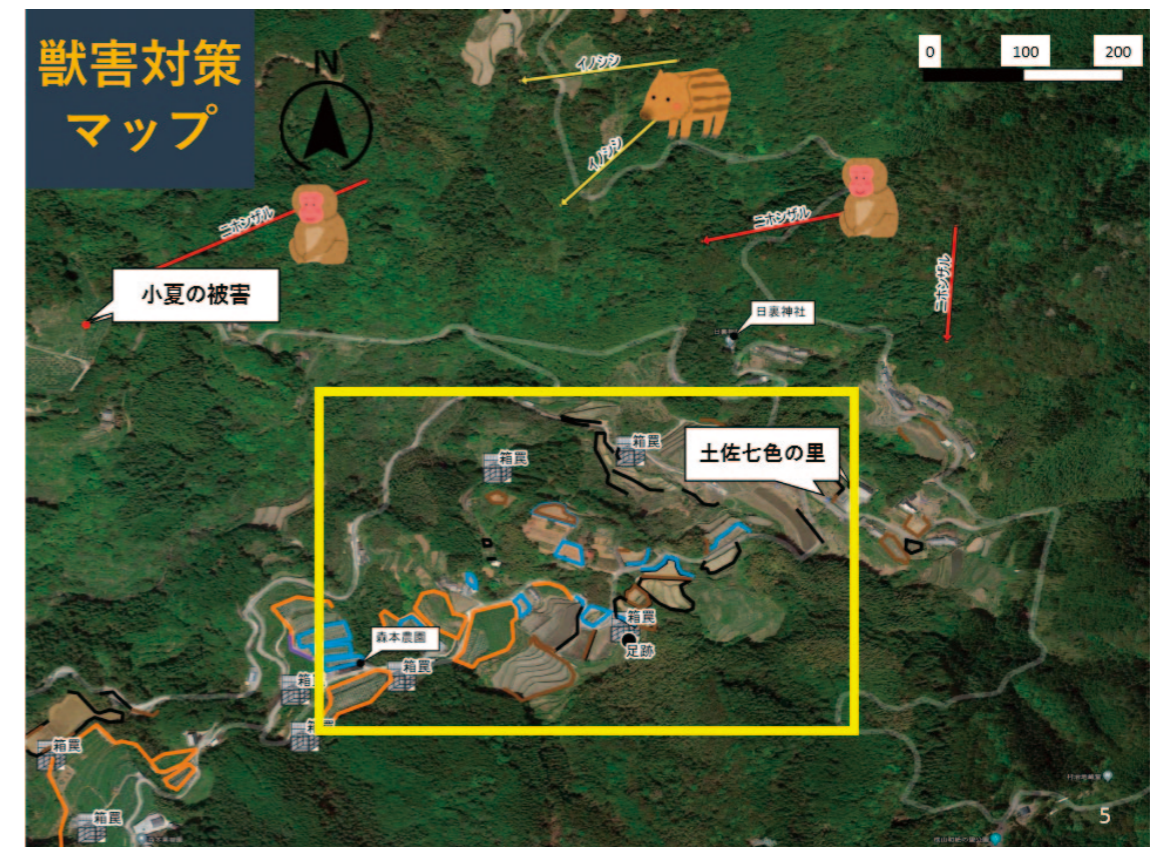 獣害対策
マップ
N
0
100
200
イノシシ
イノシシ
ニホンザル
ニホンザル
ニホンザル
小夏の被害
日裏神社
箱罠
箱罠
土佐七色の里
箱罠
足跡
森本農園
箱罠
箱罠
箱罠
箱罠
箱罠
5